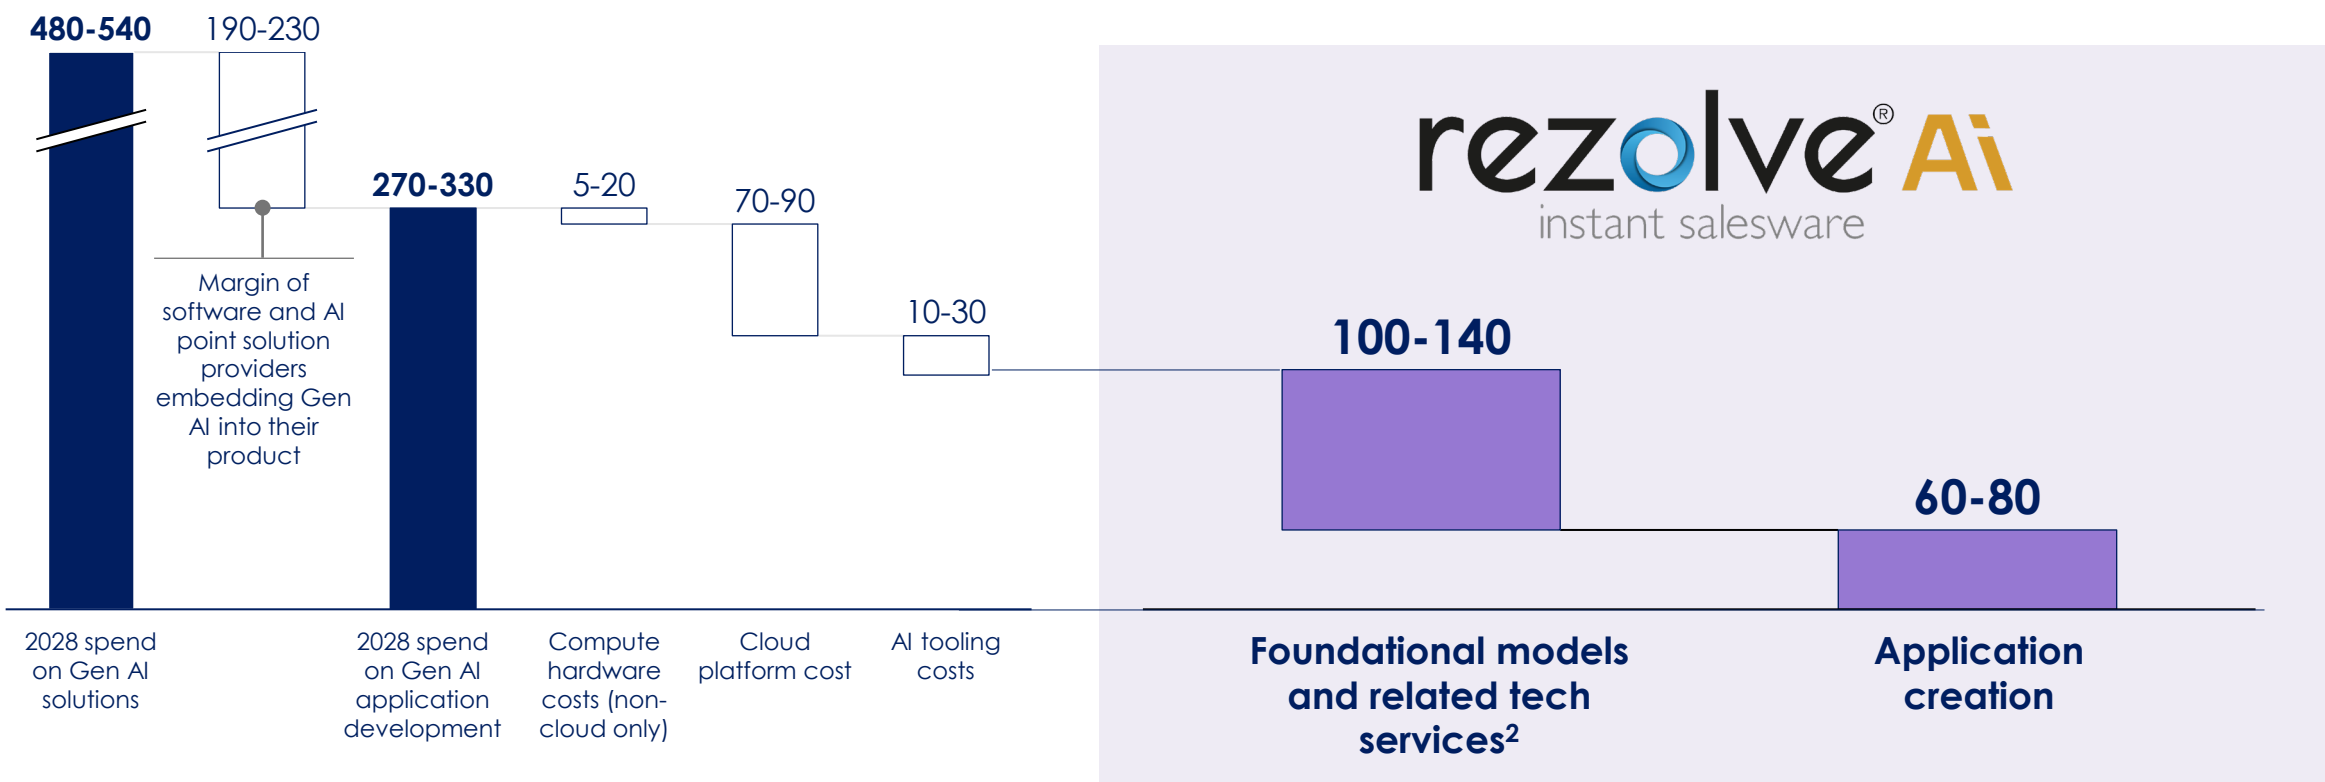 480-540
190-230
270-330
5-20
70-90
10-30
Margin of
software and AI
point solution
providers
embedding Gen
AI into their
product
rezolve® Ai
instant salesware
100-140
60-80
2028 spend
on Gen AI
solutions
2028 spend
on Gen AI
application
development
Compute
hardware
costs (non-
cloud only)
Cloud
platform cost
AI tooling
costs
Foundational models
and related tech
services²
Application
creation